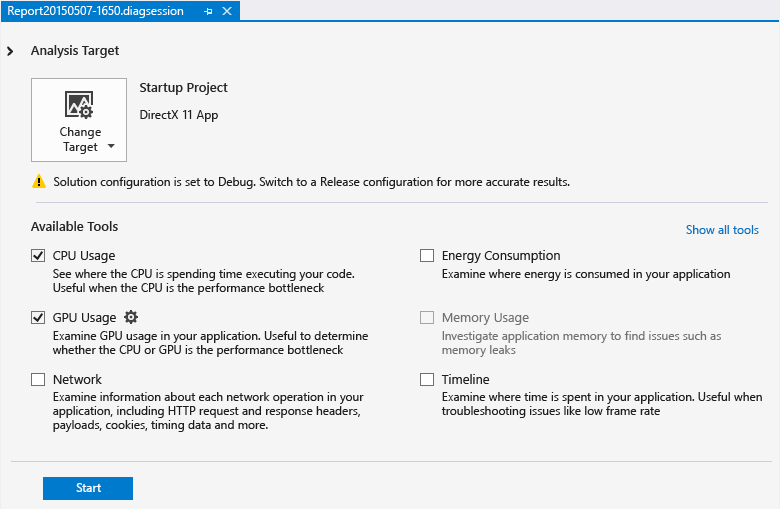 Report20150507-1650.diagsession
Analysis Target
Change
Target
Startup Project
DirectX 11 App
Solution configuration is set to Debug. Switch to a Release configuration for more accurate results.
Available Tools
Show all tools
CPU Usage
See where the CPU is spending time executing your code.
Useful when the CPU is the performance bottleneck
Energy Consumption
Examine where energy is consumed in your application
GPU Usage
Examine GPU usage in your application. Useful to determine
whether the CPU or GPU is the performance bottleneck
Memory Usage
Investigate application memory to find issues such as
memory leaks
Network
Examine information about each network operation in your
application, including HTTP request and response headers,
payloads, cookies, timing data and more.
Timeline
Examine where time is spent in your application. Useful when
troubleshooting issues like low frame rate
Start